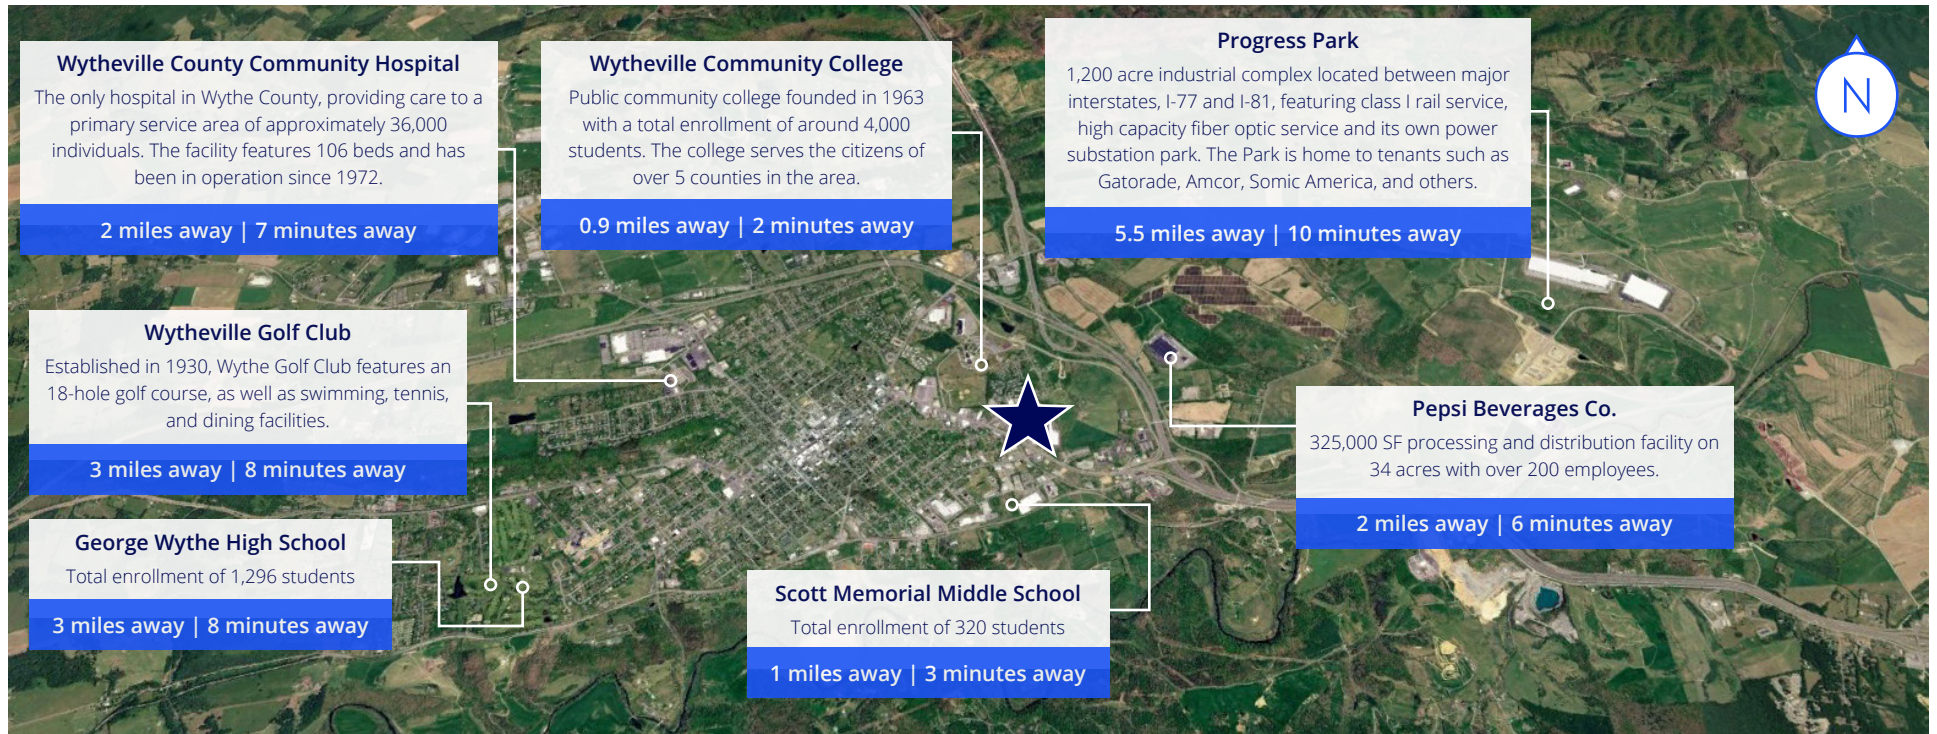 Wytheville County Community Hospital
The only hospital in Wythe County, providing care to a
primary service area of approximately 36,000
individuals. The facility features 106 beds and has
been in operation since 1972.
2 miles away | 7 minutes away
Wytheville Community College
Public community college founded in 1963
with a total enrollment of around 4,000
students. The college serves the citizens of
over 5 counties in the area.
0.9 miles away | 2 minutes away
Progress Park
1,200 acre industrial complex located between major
interstates, I-77 and I-81, featuring class I rail service,
high capacity fiber optic service and its own power
substation park. The Park is home to tenants such as
Gatorade, Amcor, Somic America, and others.
5.5 miles away | 10 minutes away
N
Wytheville Golf Club
Established in 1930, Wythe Golf Club features an
18-hole golf course, as well as swimming, tennis,
and dining facilities.
3 miles away | 8 minutes away
Pepsi Beverages Co.
325,000 SF processing and distribution facility on
34 acres with over 200 employees.
2 miles away | 6 minutes away
George Wythe High School
Total enrollment of 1,296 students
3 miles away | 8 minutes away
Scott Memorial Middle School
Total enrollment of 320 students
1 miles away | 3 minutes away